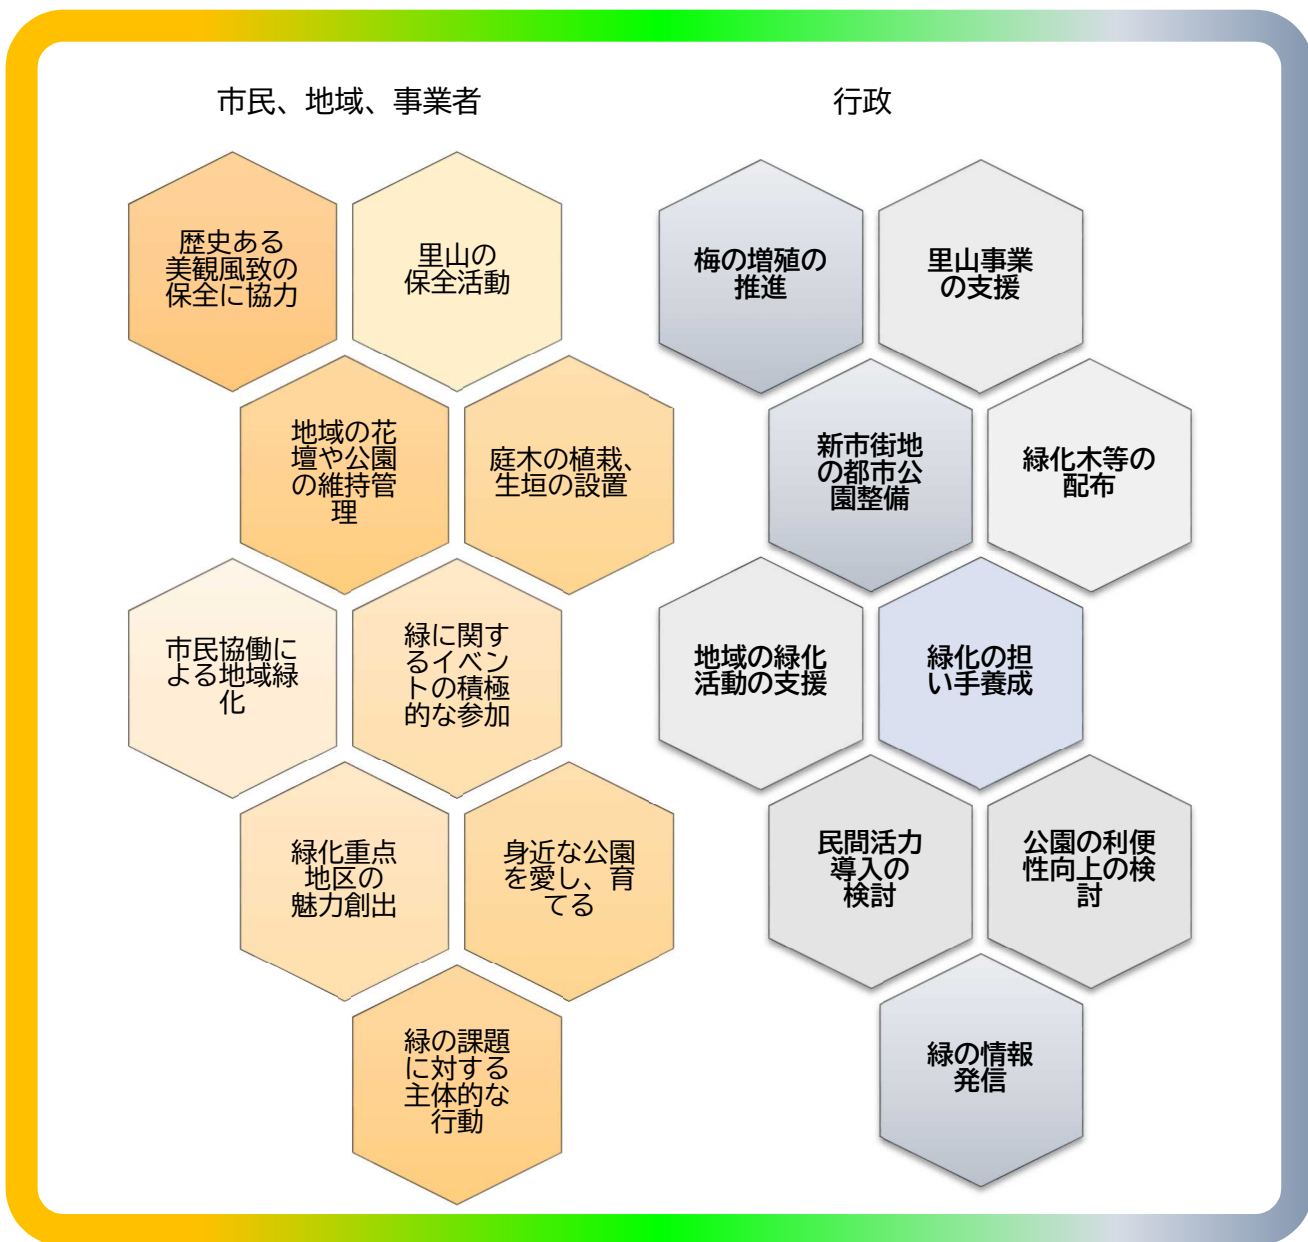 市民、地域、事業者
歴史ある
美観風致の
保全に協力
里山の
保全活動
地域の花
壇や公園
の維持管
理
庭木の植栽、
生垣の設置
市民協働に
よる地域緑
化
緑に関す
るイベン
トの積極
的な参加
緑化重点
地区の
魅力創出
身近な公園
を愛し、育
てる
緑の課題
に対する
主体的な
行動
行政
梅の増殖の
推進
里山事業
の支援
新市街地
の都市公
園整備
緑化木等の
配布
地域の緑化
活動の支援
緑化の担
い手養成
民間活力
導入の
検討
公園の利便
性向上の検
討
緑の情報
発信